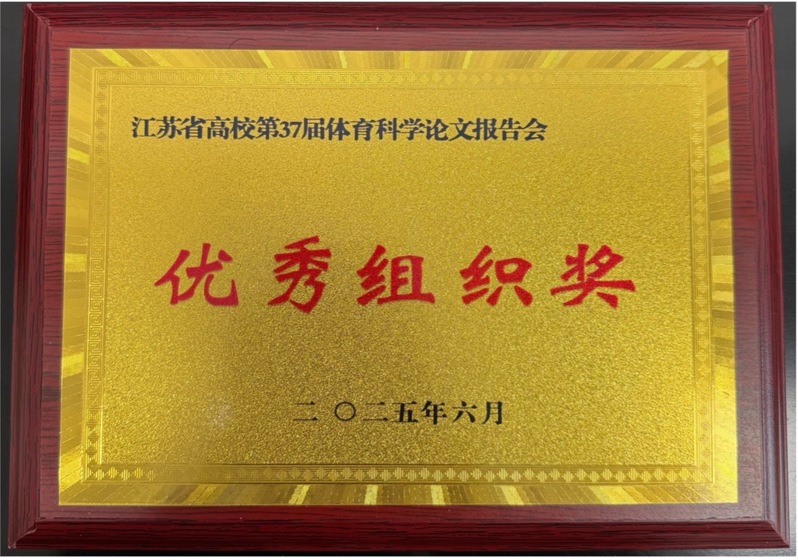 江苏省高校第37届体育科学论文报告会
优秀组织奖
二〇二五年六月